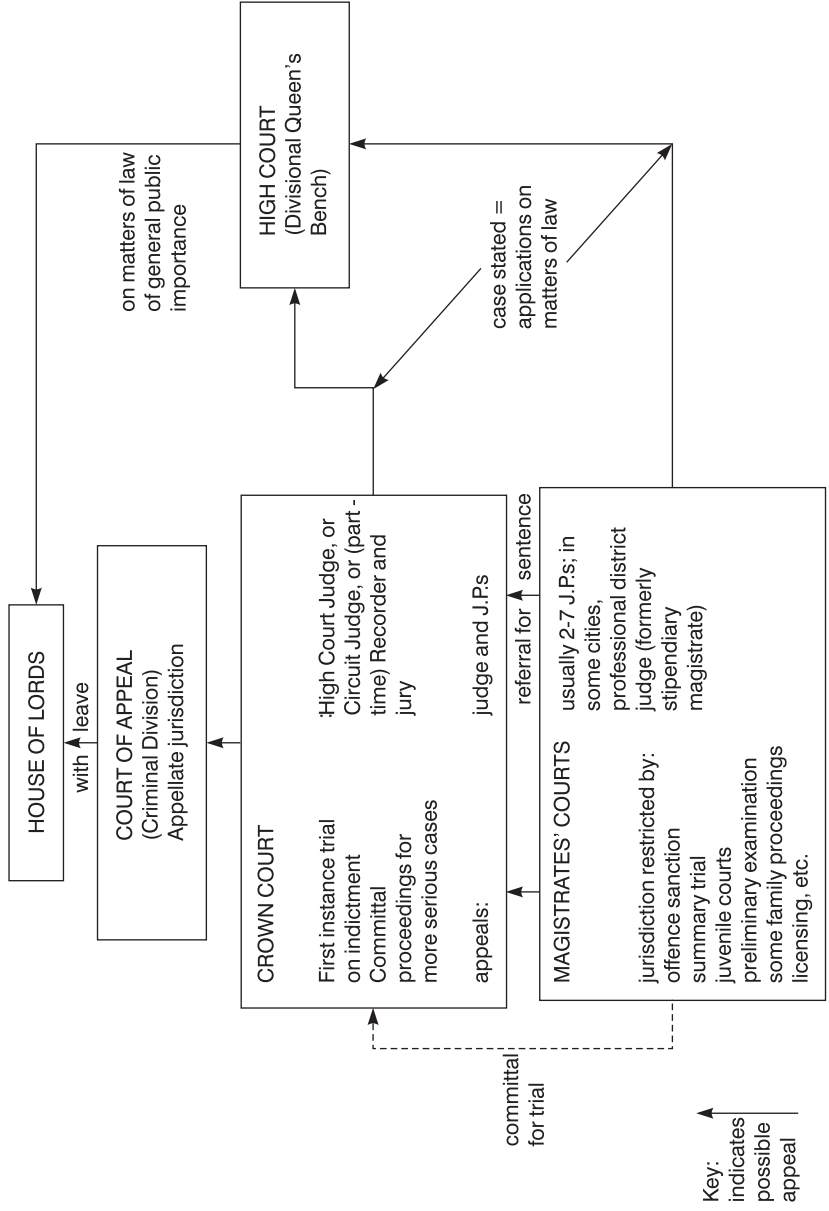 HOUSE OF LORDS
with leave
COURT OF APPEAL
(Criminal Division)
Appellate jurisdiction
on matters of law
of general public
importance
HIGH COURT
(Divisional Queen's
Bench)
CROWN COURT
First instance trial
on indictment
Committal
proceedings for
more serious cases
:High Court Judge, or
Circuit Judge, or (part -
time) Recorder and
jury
appeals:
judge and J.P.s
case stated =
applications on
matters of law
referral for sentence
committal
for trial
MAGISTRATES' COURTS
jurisdiction restricted by:
offence sanction
summary trial
juvenile courts
preliminary examination
some family proceedings
licensing, etc.
usually 2-7 J.P.s; in
some cities,
professional district
judge (formerly
stipendiary
magistrate)
Key:
indicates
possible
appeal